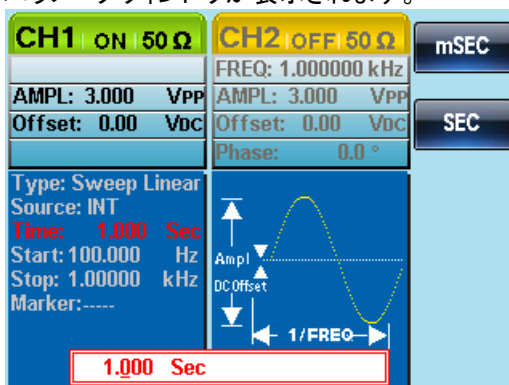 パラメータウィンドウが表示されます。
CH1 ON 50 Ω
CH2 OFF 50 Ω
mSEC
FREQ: 1.000000 kHz
AMPL: 3.000 VPP
AMPL: 3.000 VPP
Offset: 0.00 VDC
Offset: 0.00 VDC
SEC
Phase: 0.0 °
Type: Sweep Linear
Source: INT
Time: 1.000 Sec
Start: 100.000 Hz
Stop: 1.00000 kHz
Marker:-----
Ampl
DC Offset
1/FREQ
1.000 Sec